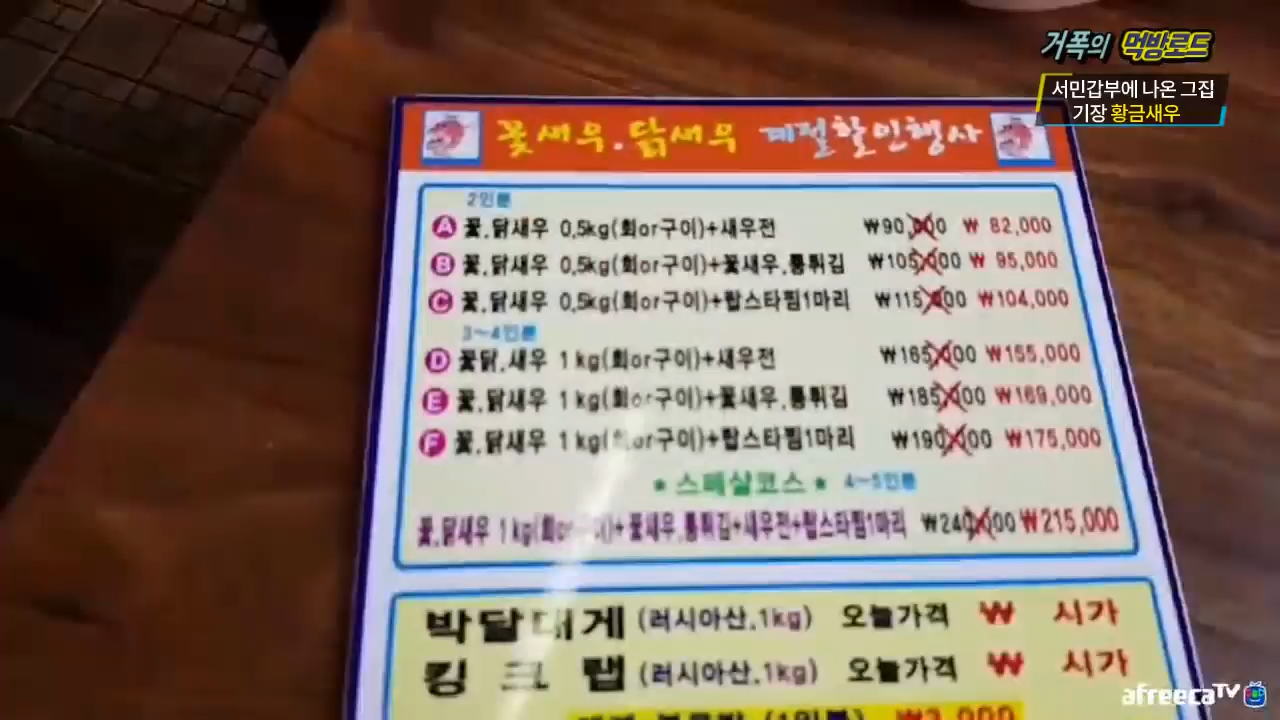 거폭의 먹방로드
서민갑부에 나온 그집
기장 황금새우
꽃새우.닭새우 계절할인행사
2인분
A 꽃.닭새우 0,5kg(회or구이)+새우전 ₩90,000 ₩ 82,000
B 꽃.닭새우 0,5kg(회or구이)+꽃새우.통튀김 ₩105,000 ₩ 95,000
C 꽃.닭새우 0,5kg(회or구이)+랍스타찜1마리 ₩115,000 ₩104,000
3~4인분
D 꽃닭.새우 1kg(회or구이)+새우전 ₩165,000 ₩155,000
E 꽃.닭새우 1kg(회or구이)+꽃새우.통튀김 ₩185,000 ₩169,000
F 꽃.닭새우 1kg(회or구이)+랍스타찜1마리 ₩190,000 ₩175,000
★ 스페샬코스 ★ 4~5인분
꽃.닭새우 1kg(회or구이)+꽃새우.통튀김+새우전+랍스타찜1마리 ₩240,000 ₩215,000
박달대게 (러시아산.1kg) 오늘가격 ₩ 시가
킹크랩 (러시아산.1kg) 오늘가격 ₩ 시가
afreecaTV